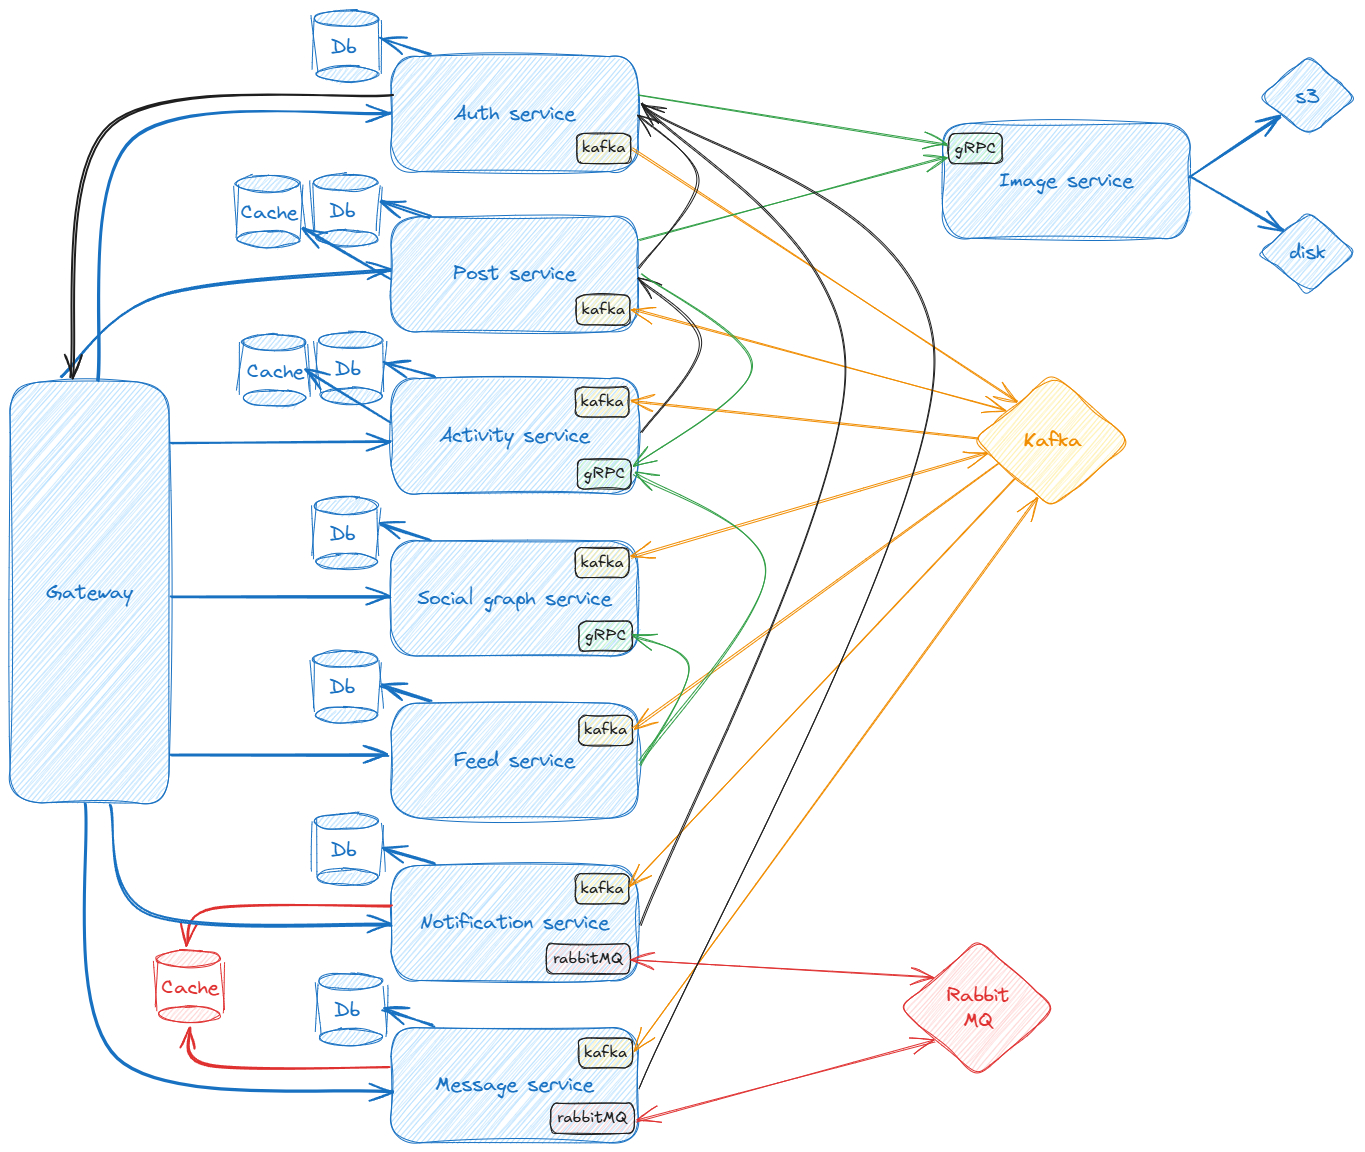 Db
Auth service
kafka
s3
gRPC
Image service
Cache
Db
Post service
kafka
disk
Cache
Db
kafka
Activity service
gRPC
Kafka
Db
kafka
Social graph service
gRPC
Gateway
Db
kafka
Feed service
Db
kafka
Notification service
rabbitMQ
Cache
Rabbit
MQ
Db
kafka
Message service
rabbitMQ